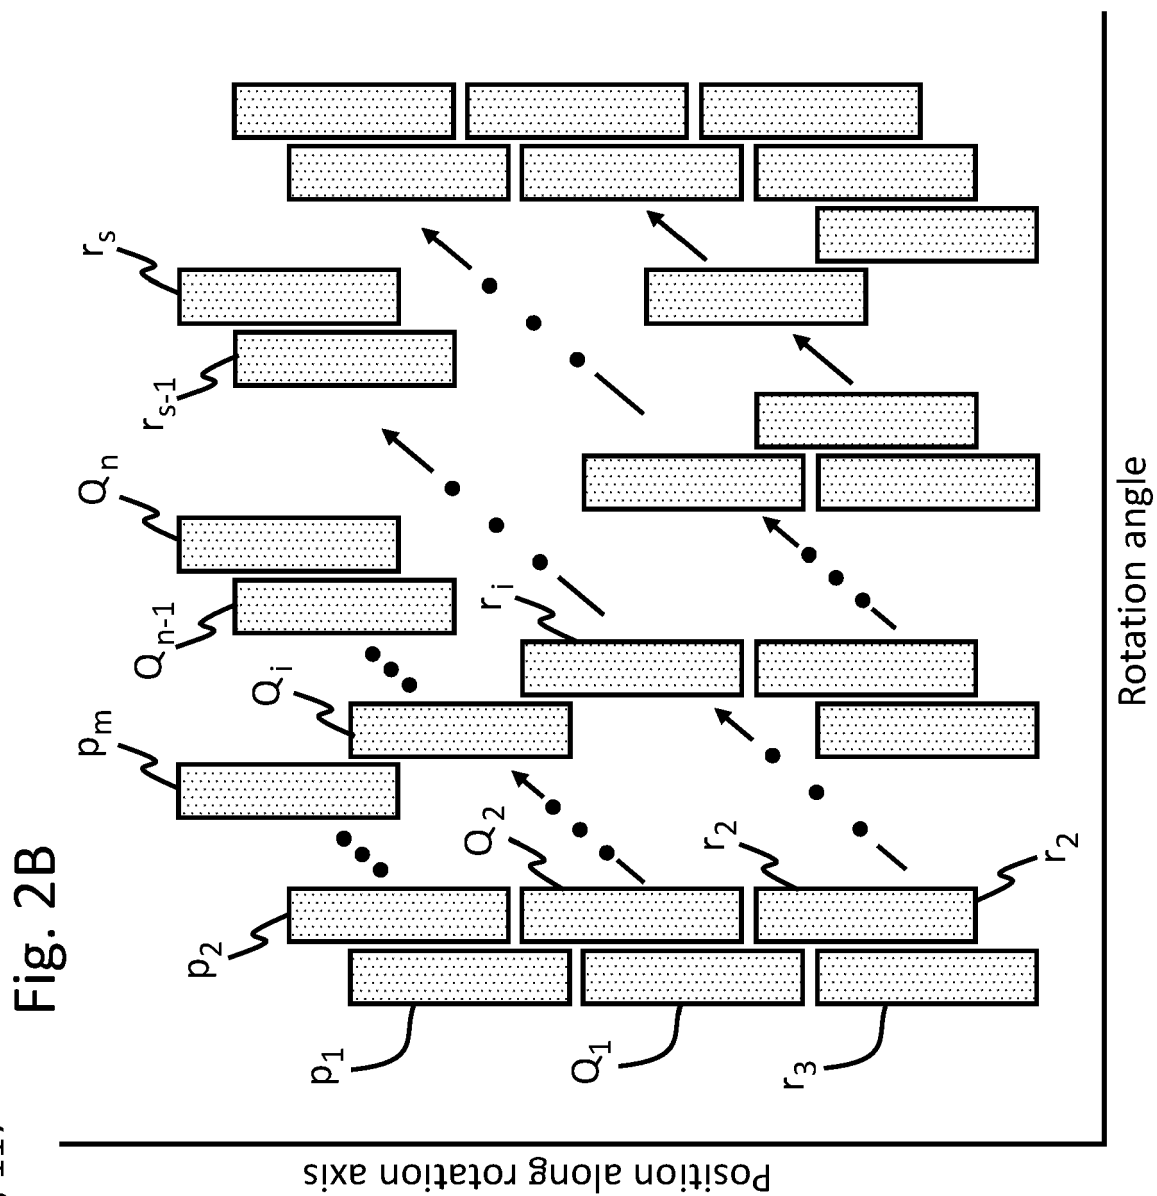 Fig. 2B
pm
Qn
rs
Qn-1
rs-1
p2
Qi
p1
Q2
ri
Q1
r2
r3
r2
Position along rotation axis
Rotation angle